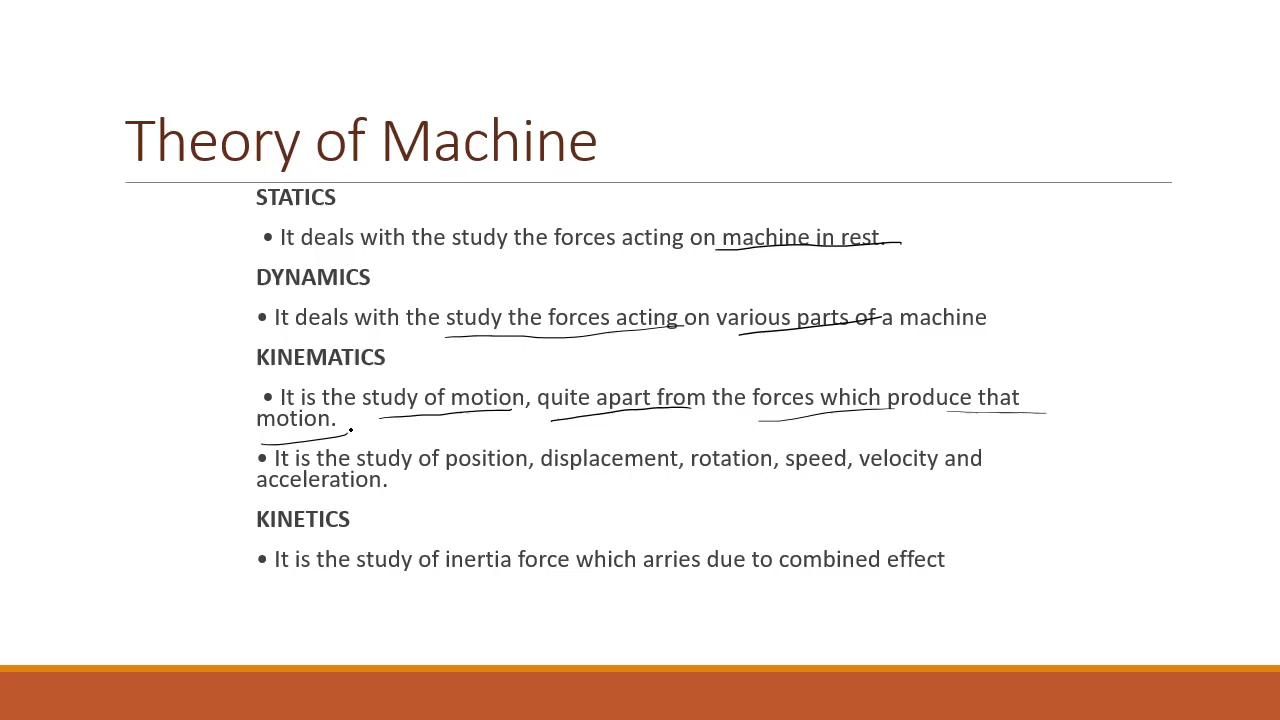 Theory of Machine
STATICS
• It deals with the study the forces acting on machine in rest.
DYNAMICS
• It deals with the study the forces acting on various parts of a machine
KINEMATICS
• It is the study of motion, quite apart from the forces which produce that
motion.
• It is the study of position, displacement, rotation, speed, velocity and
acceleration.
KINETICS
• It is the study of inertia force which arries due to combined effect